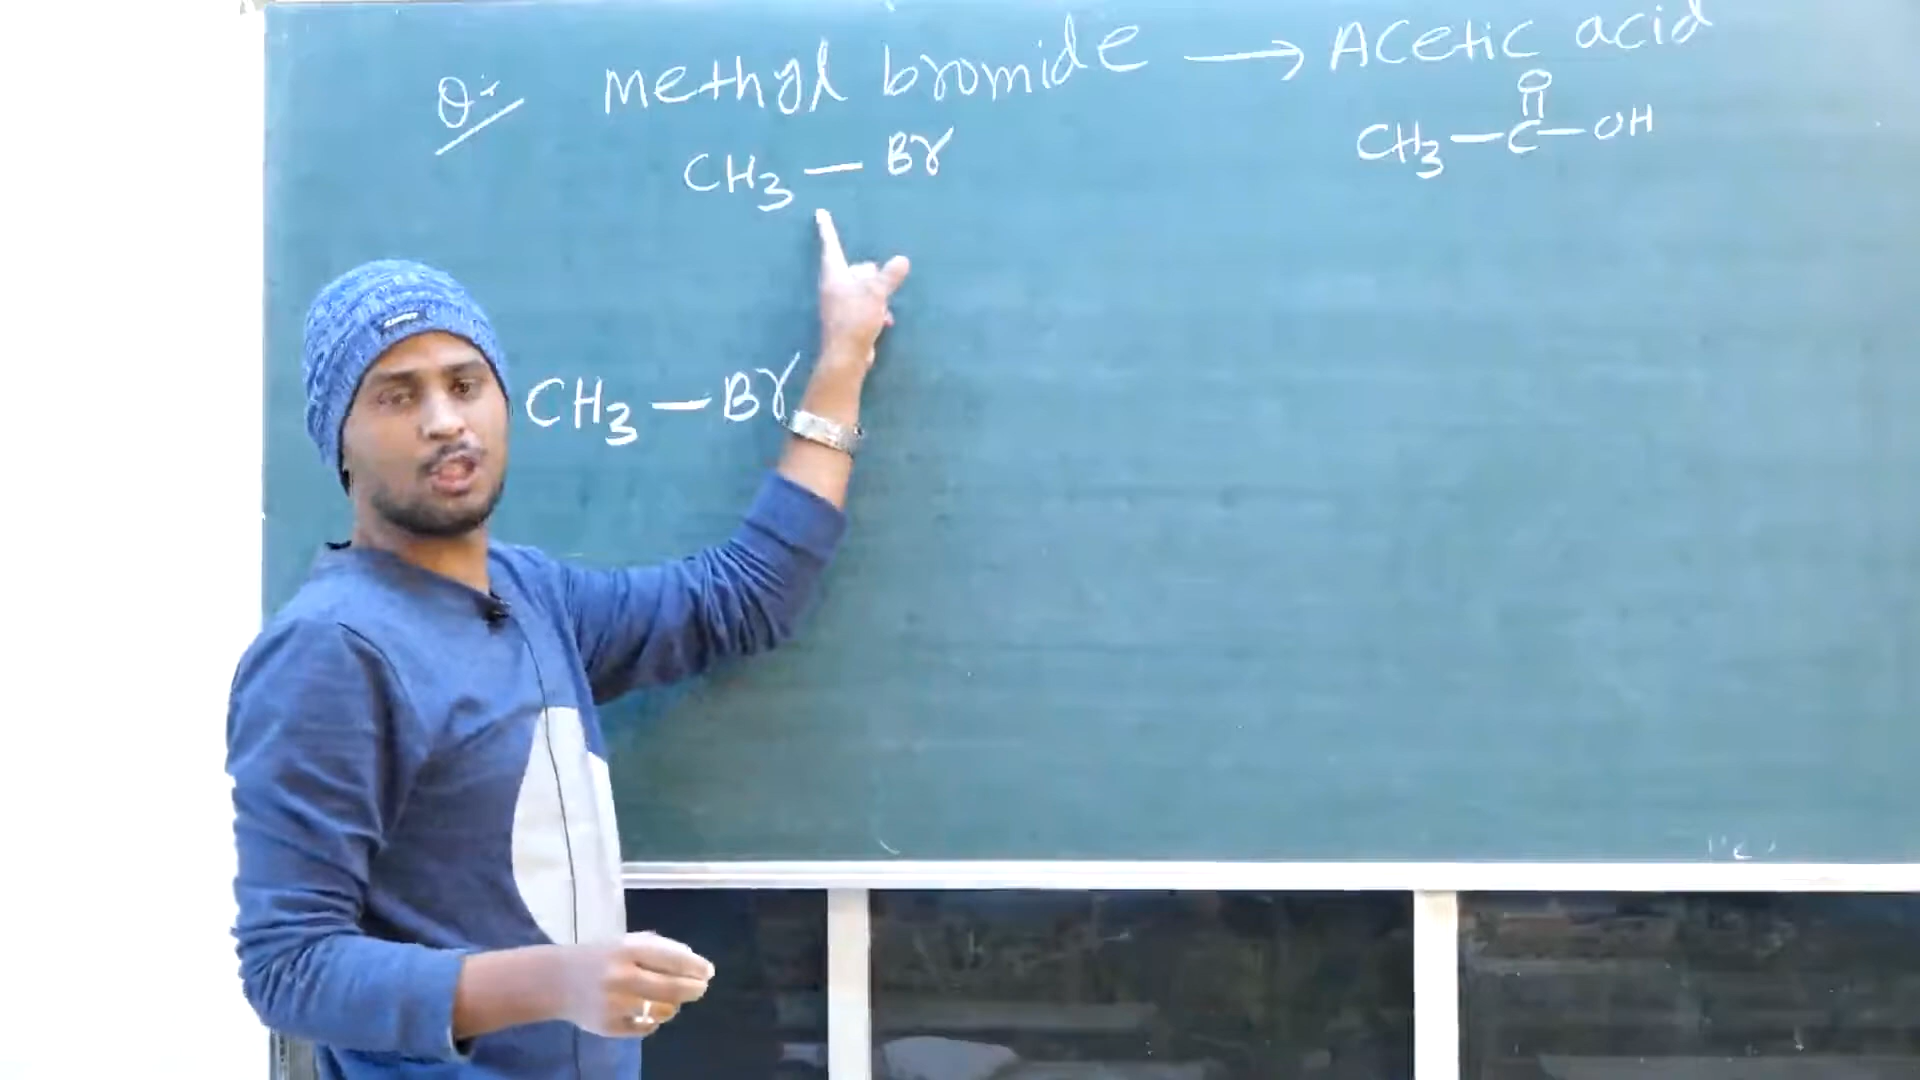 Q:- Methyl bromide ⟶ Acetic acid
CH3—Br
O
CH3—C—OH
CH3—Br